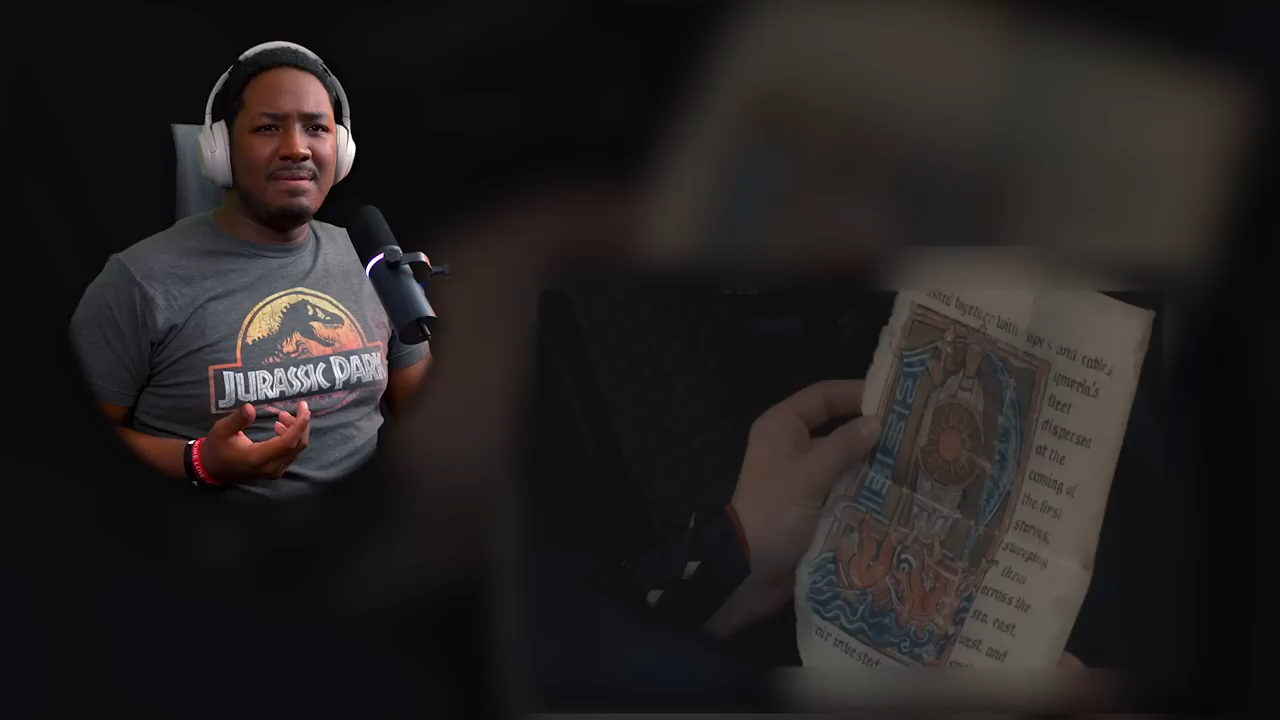 JURASSIC PARK
together with ropes and cables,
ymeria's
fleet
dispersed
at the
coming of
the first
storms,
sweeping
them
across the
sea, east,
west, and
invested